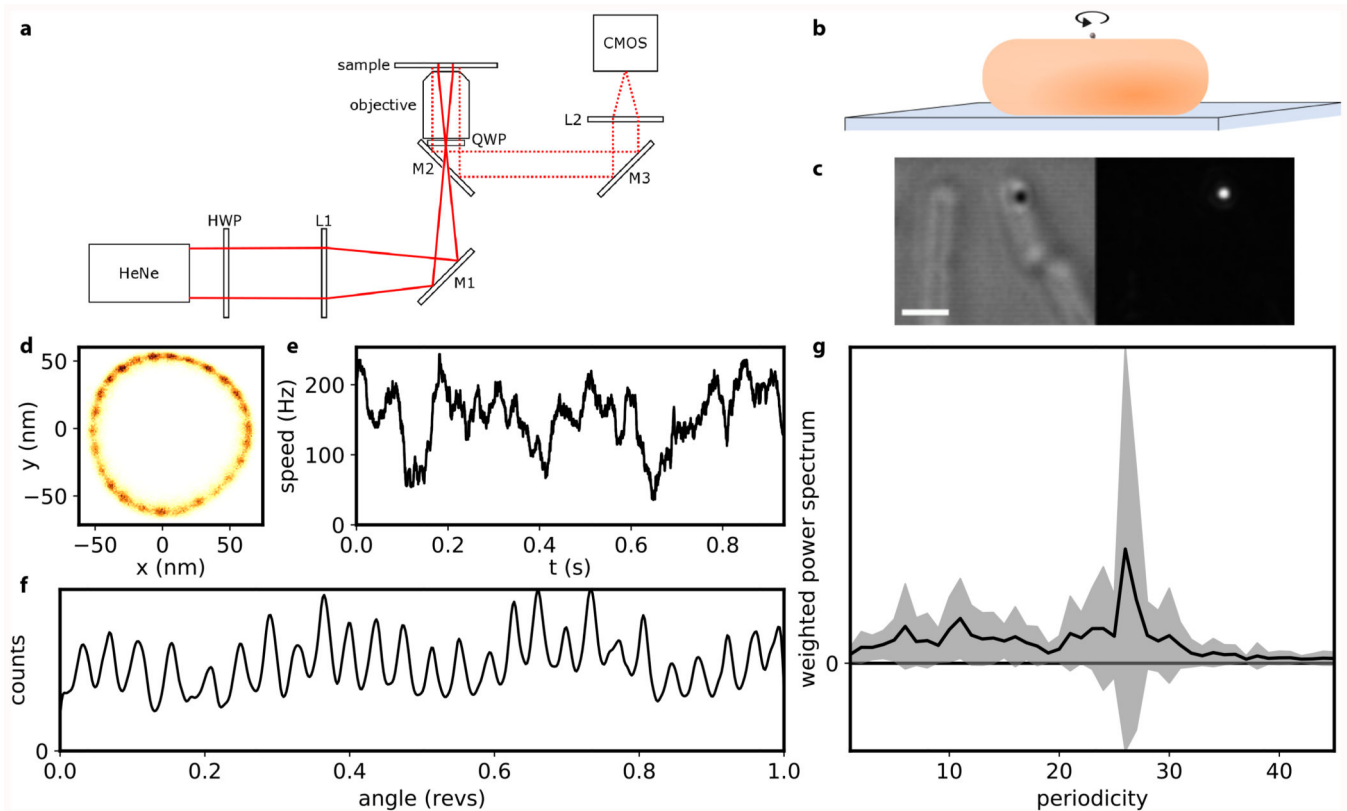 a
CMOS
sample
objective
L2
QWP
M2
M3
HWP
L1
HeNe
M1
b
c
d
50
0
−50
y (nm)
−50
0
50
x (nm)
e
200
100
0
speed (Hz)
0.0
0.2
0.4
0.6
0.8
t (s)
f
counts
0
0.0
0.2
0.4
0.6
0.8
1.0
angle (revs)
g
weighted power spectrum
0
10
20
30
40
periodicity